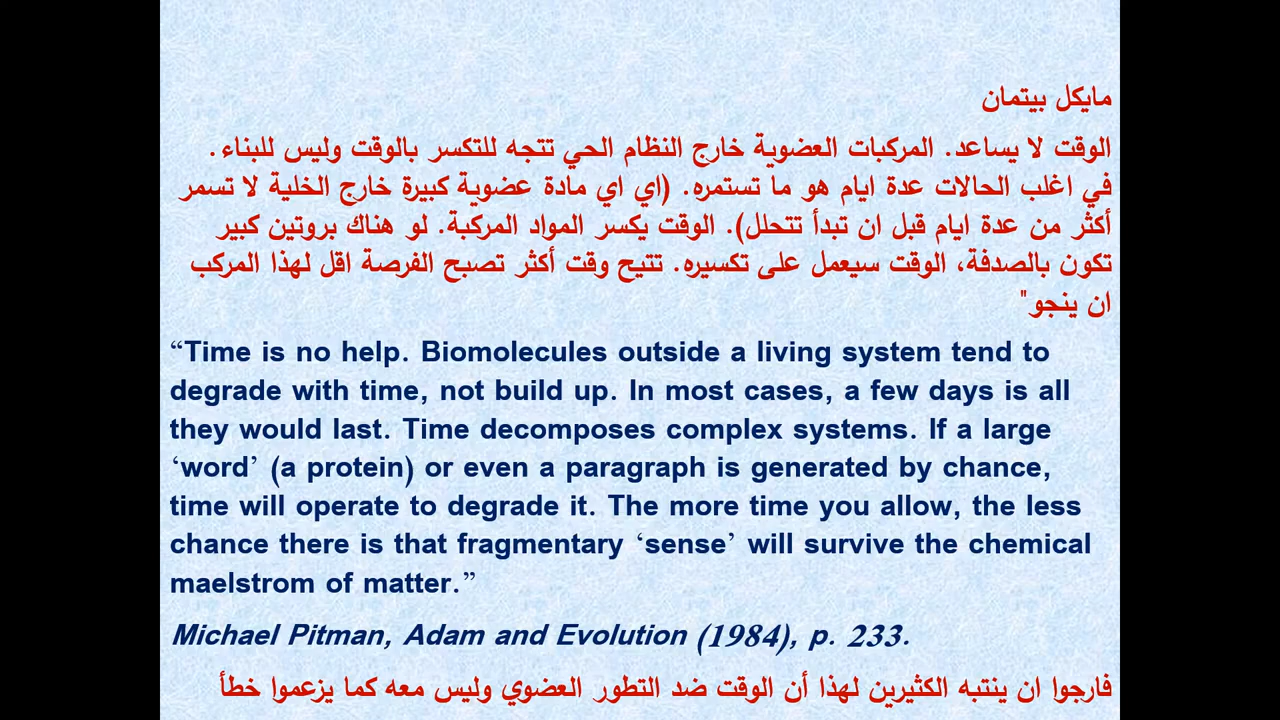 مايكل بيتمان
الوقت لا يساعد. المركبات العضوية خارج النظام الحي تتجه للتكسر بالوقت وليس للبناء.
في اغلب الحالات عدة ايام هو ما تستمره. (اي اي مادة عضوية كبيرة خارج الخلية لا تسمر
أكثر من عدة ايام قبل ان تبدأ تتحلل). الوقت يكسر المواد المركبة. لو هناك بروتين كبير
تكون بالصدفة، الوقت سيعمل على تكسيره. تتيح وقت أكثر تصبح الفرصة اقل لهذا المركب
ان ينجو"
“Time is no help. Biomolecules outside a living system tend to
degrade with time, not build up. In most cases, a few days is all
they would last. Time decomposes complex systems. If a large
‘word’ (a protein) or even a paragraph is generated by chance,
time will operate to degrade it. The more time you allow, the less
chance there is that fragmentary ‘sense’ will survive the chemical
maelstrom of matter.”
Michael Pitman, Adam and Evolution (1984), p. 233.
فارجوا ان ينتبه الكثيرين لهذا أن الوقت ضد التطور العضوي وليس معه كما يزعموا خطأ